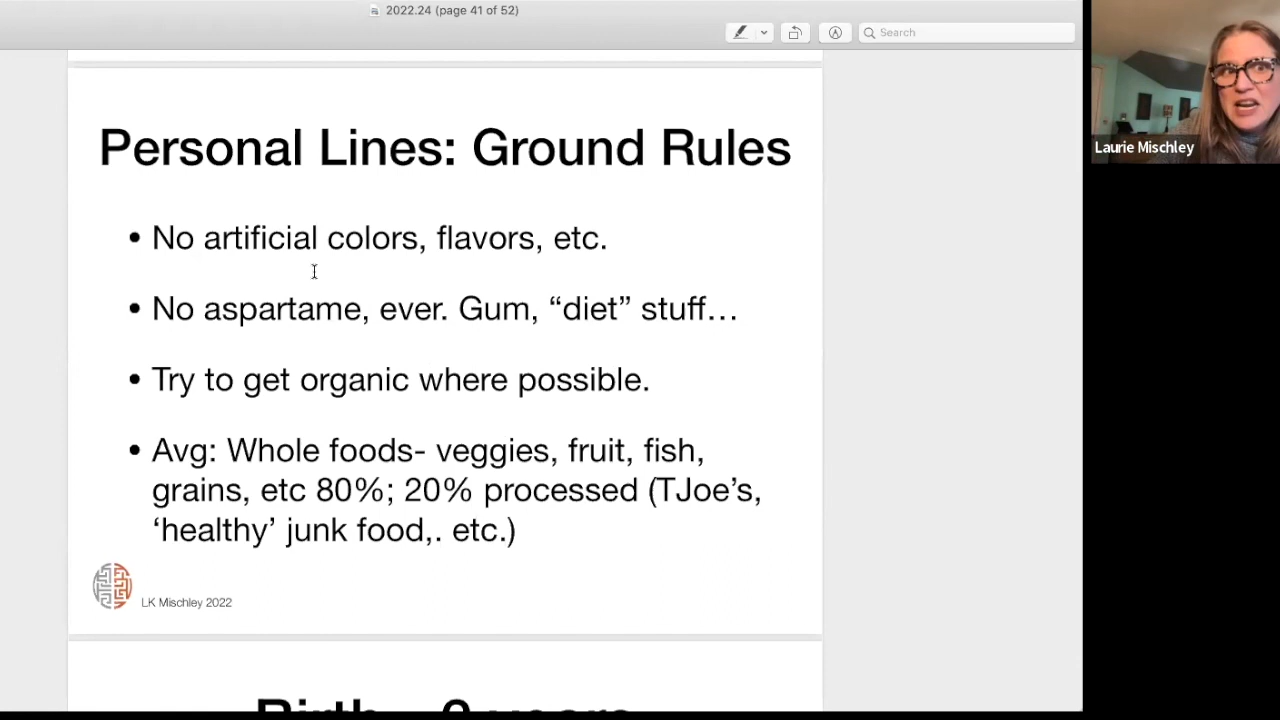 2022.24 (page 41 of 52)
Search
Personal Lines: Ground Rules
• No artificial colors, flavors, etc.
• No aspartame, ever. Gum, “diet” stuff…
• Try to get organic where possible.
• Avg: Whole foods- veggies, fruit, fish,
grains, etc 80%; 20% processed (TJoe’s,
‘healthy’ junk food,. etc.)
LK Mischley 2022
Laurie Mischley